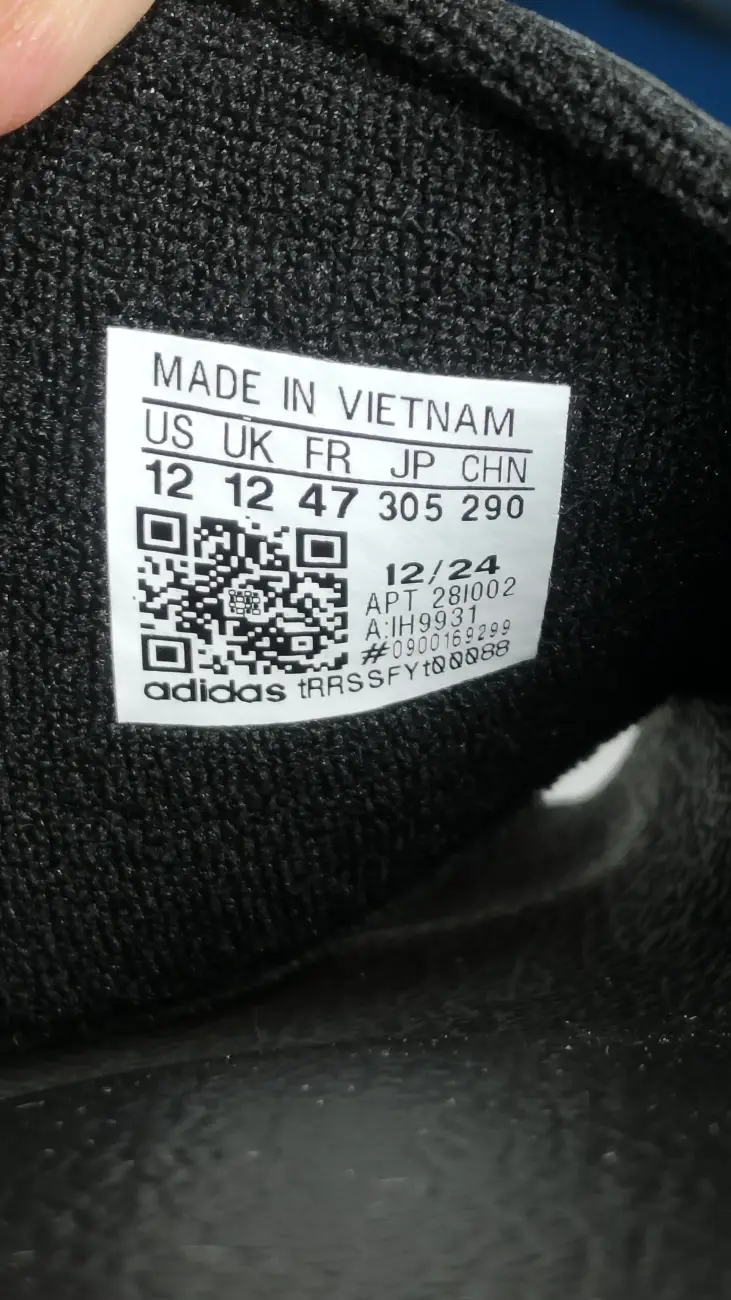 MADE IN VIETNAM
US UK FR JP CHN
12 12 47 305 290
12/24
APT 28I002
A:IH9931
#0900169299
adidas tRRSSFYt00088